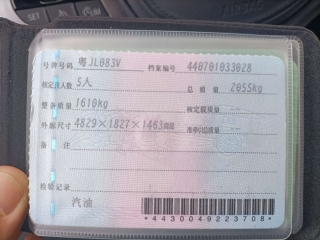 号牌号码 粤JL083V 档案编号 440701033028
核定载人数 5人 总质量 2055kg
整备质量 1610kg 核定载质量 ----
外廓尺寸 4829×1827×1463mm 准牵引总质量 ----
备注
检验记录
汽油
*4430049223708*